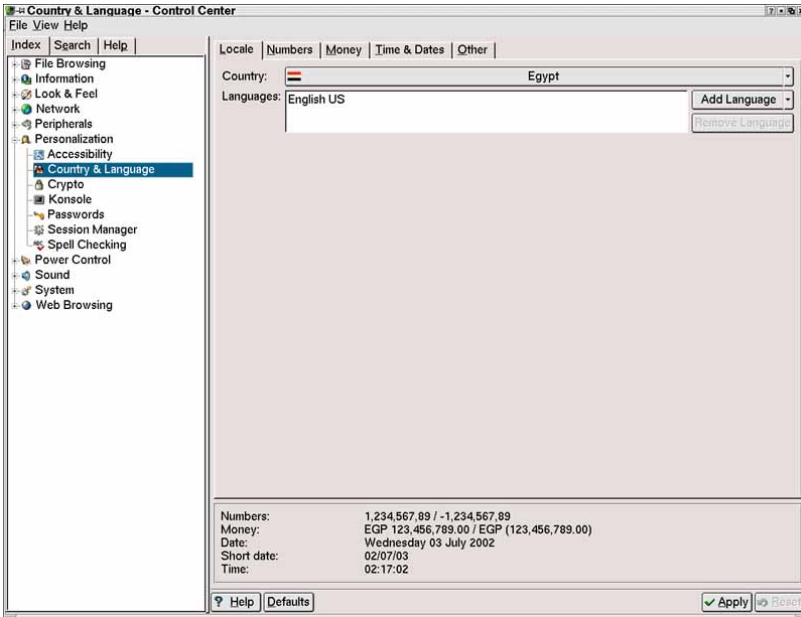 Country & Language - Control Center
File View Help
Index Search Help
File Browsing
Information
Look & Feel
Network
Peripherals
Personalization
Accessibility
Country & Language
Crypto
Konsole
Passwords
Session Manager
Spell Checking
Power Control
Sound
System
Web Browsing
Locale Numbers Money Time & Dates Other
Country: Egypt
Languages: English US
Add Language
Remove Language
Numbers: 1,234,567,89 / -1,234,567,89
Money: EGP 123,456,789.00 / EGP (123,456,789.00)
Date: Wednesday 03 July 2002
Short date: 02/07/03
Time: 02:17:02
? Help Defaults Apply Reset